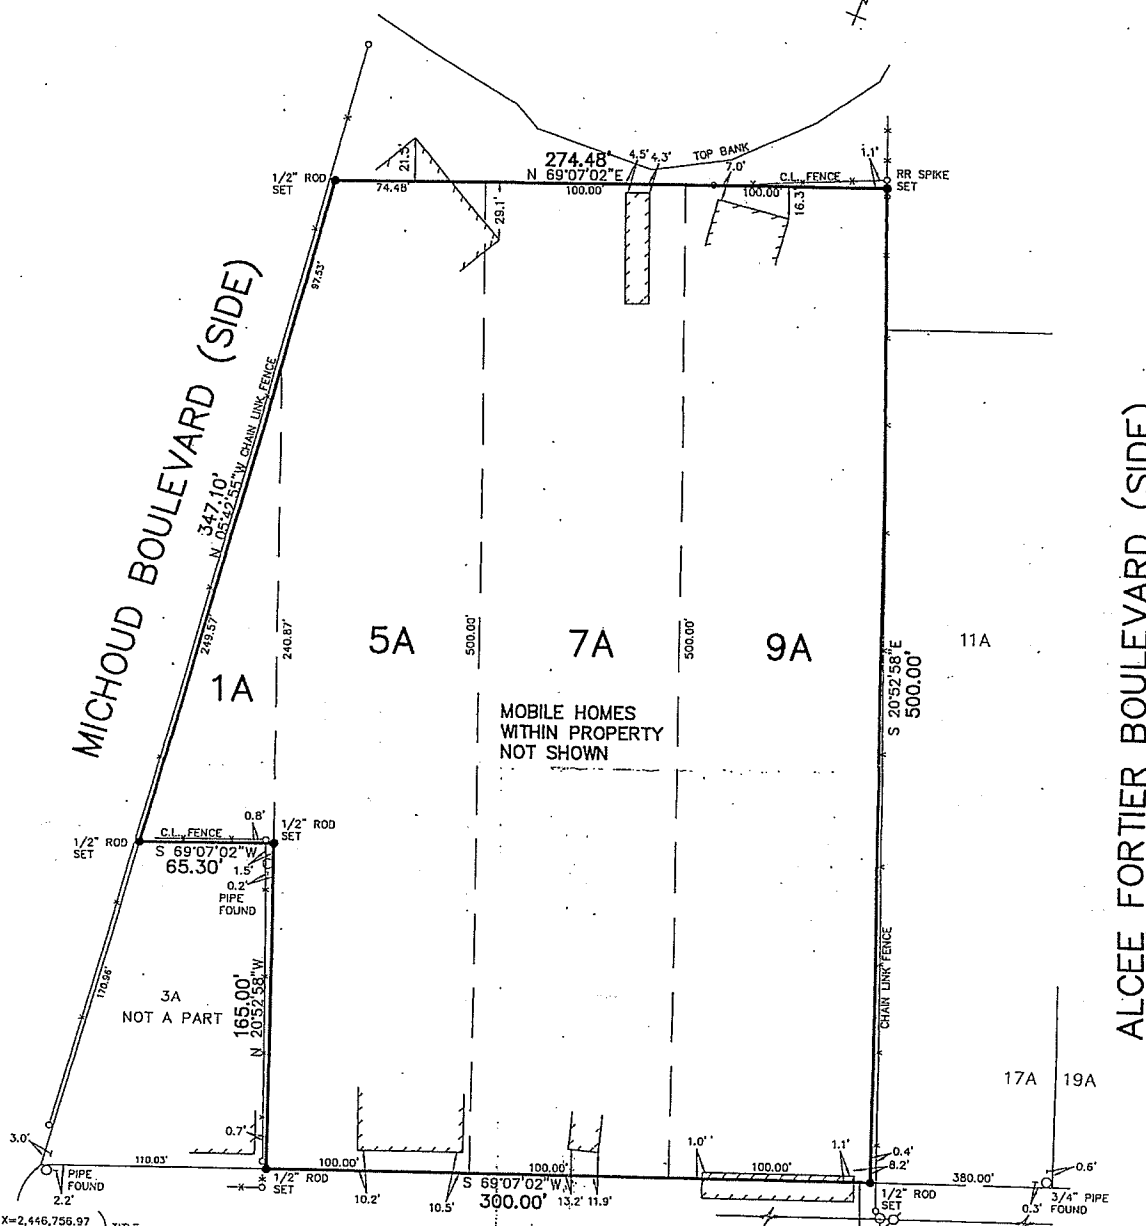 274.48'
N 69°07'02"E
4.5'
4.3'
TOP BANK
7.0'
1.1'
C.L. FENCE
RR SPIKE
SET
1/2" ROD
SET
74.48'
21.5'
100.00'
100.00'
29.1'
16.3'
97.53'
MICHOUD BOULEVARD (SIDE)
347.10'
N 05°42'55"W CHAIN LINK FENCE
249.57'
240.87'
500.00'
500.00'
1A
5A
7A
9A
11A
S 20°52'58"E
500.00'
ALCEE FORTIER BOULEVARD (SIDE)
MOBILE HOMES
WITHIN PROPERTY
NOT SHOWN
0.8'
C.L. FENCE
1/2" ROD
SET
1/2" ROD
SET
S 69°07'02"W
65.30'
1.5'
0.2'
PIPE
FOUND
170.96'
3A
NOT A PART
165.00'
N 20°52'58"W
CHAIN LINK FENCE
17A
19A
3.0'
0.7'
1.0'
1.1'
0.4'
8.2'
110.03'
100.00'
100.00'
100.00'
380.00'
0.6'
PIPE
FOUND
2.2'
1/2" ROD
SET
10.2'
10.5'
S 69°07'02"W
300.00'
13.2'
11.9'
1/2" ROD
SET
0.3'
3/4" PIPE
FOUND
X=2,446,756.97